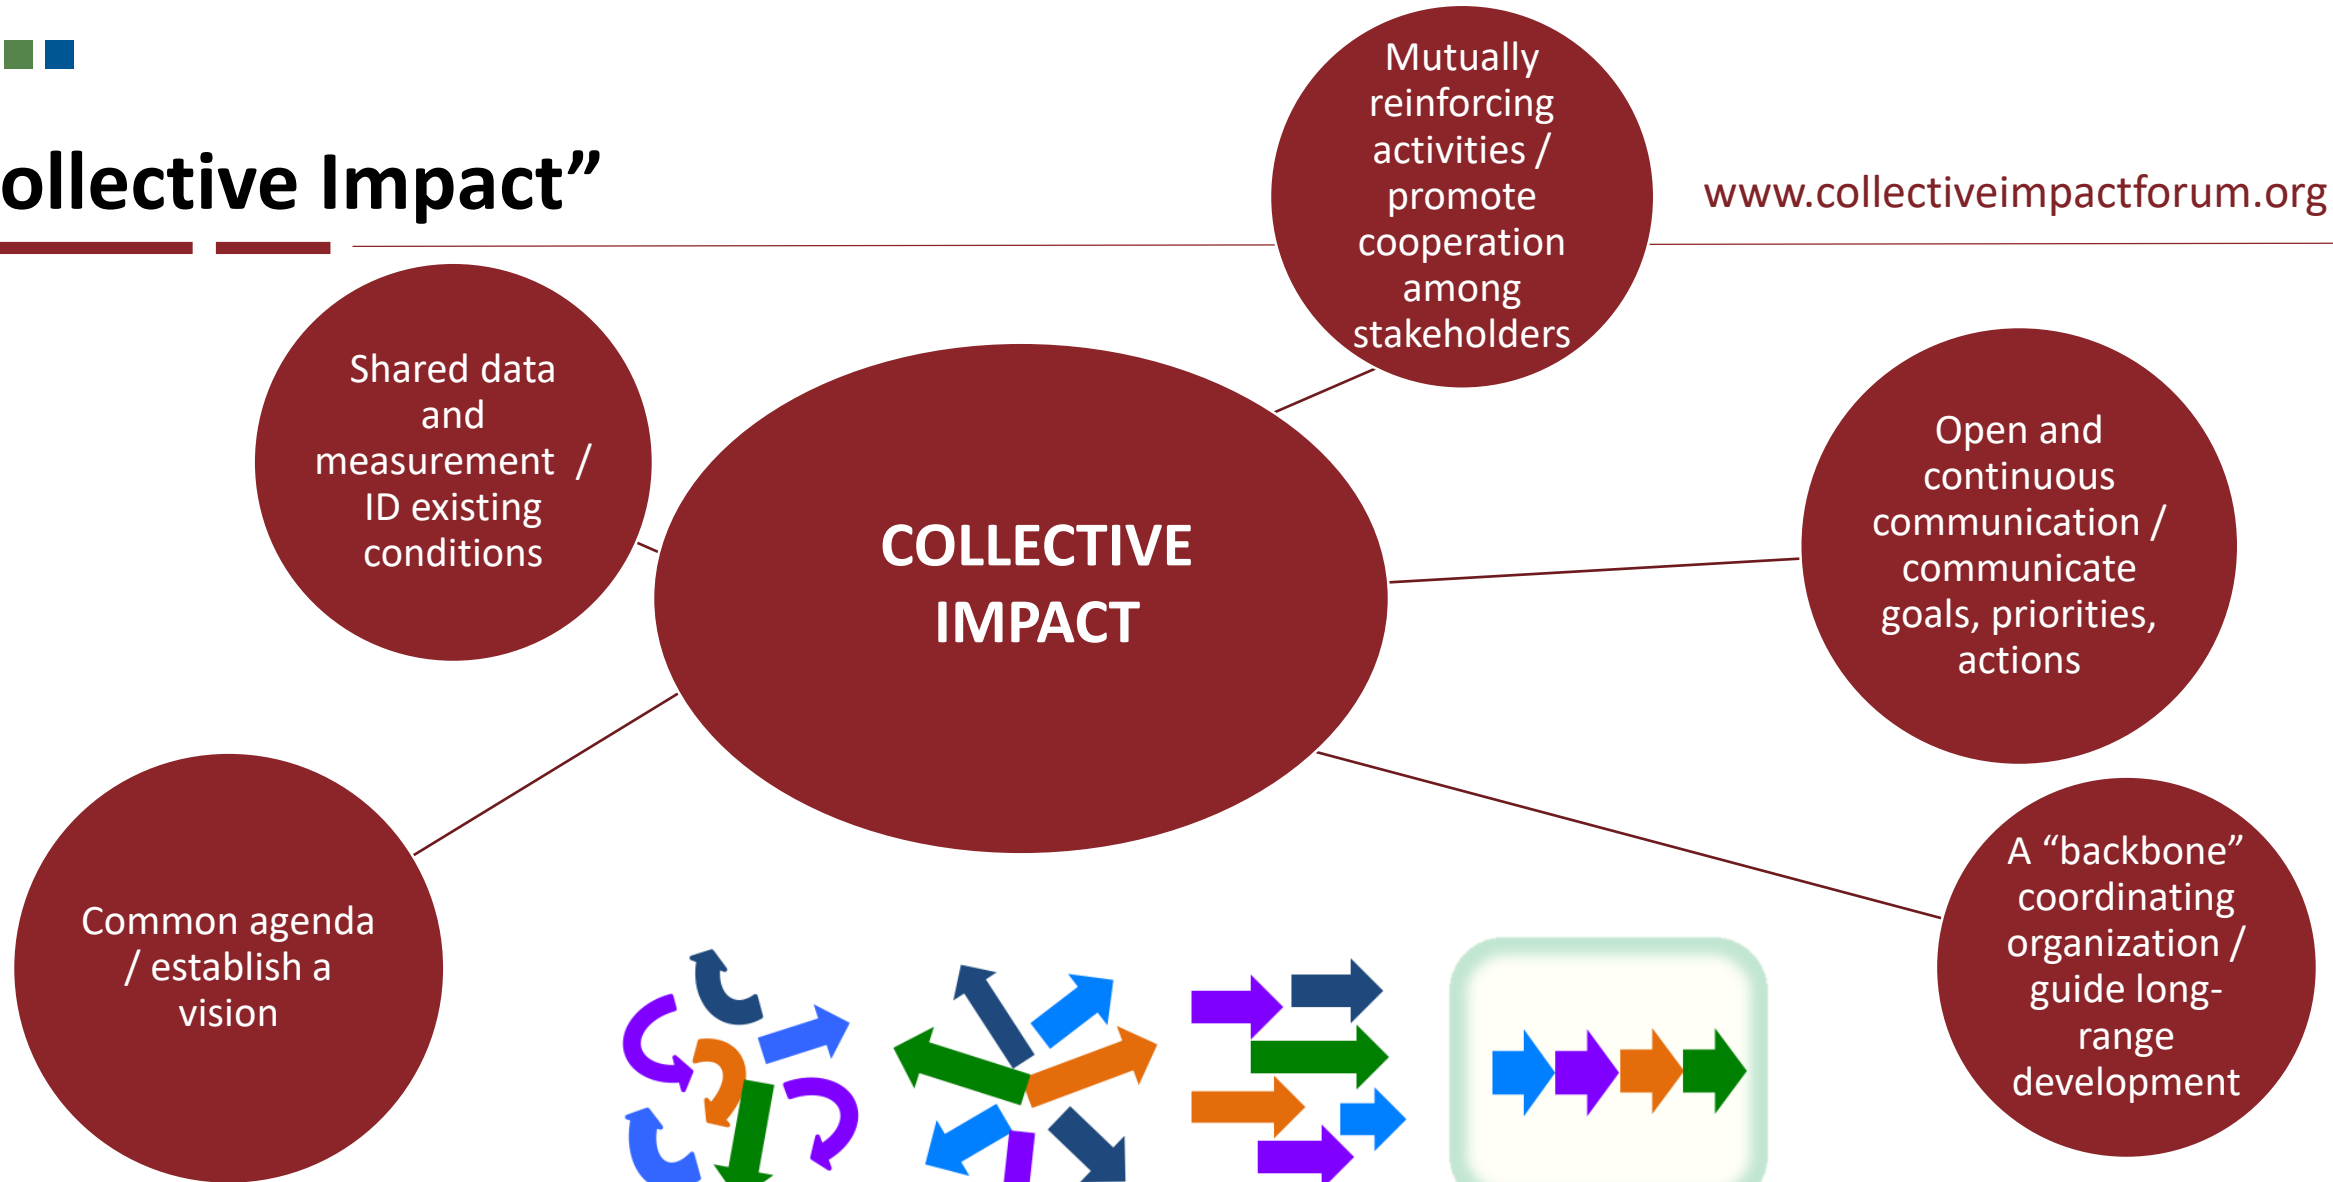 ollective Impact”
www.collectiveimpactforum.org
Mutually
reinforcing
activities /
promote
cooperation
among
stakeholders
Shared data
and
measurement /
ID existing
conditions
COLLECTIVE
IMPACT
Open and
continuous
communication /
communicate
goals, priorities,
actions
Common agenda
/ establish a
vision
A “backbone”
coordinating
organization /
guide long-
range
development